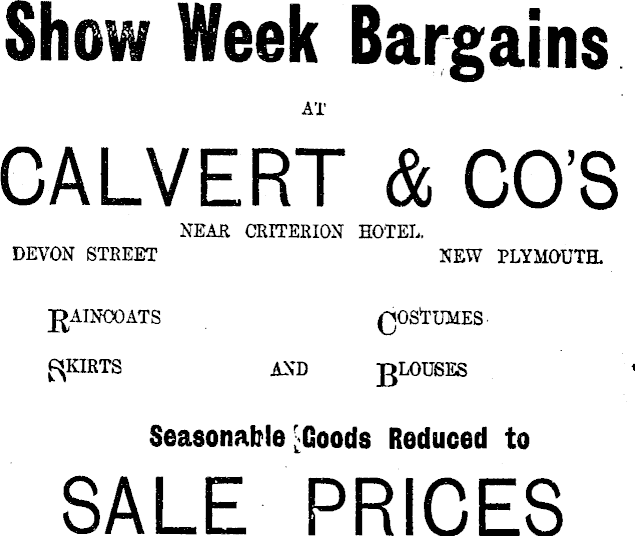 Show Week Bargains
AT
CALVERT & CO'S
NEAR CRITERION HOTEL.
DEVON STREET NEW PLYMOUTH.
RAINCOATS COSTUMES
SKIRTS AND BLOUSES
Seasonable Goods Reduced to
SALE PRICES